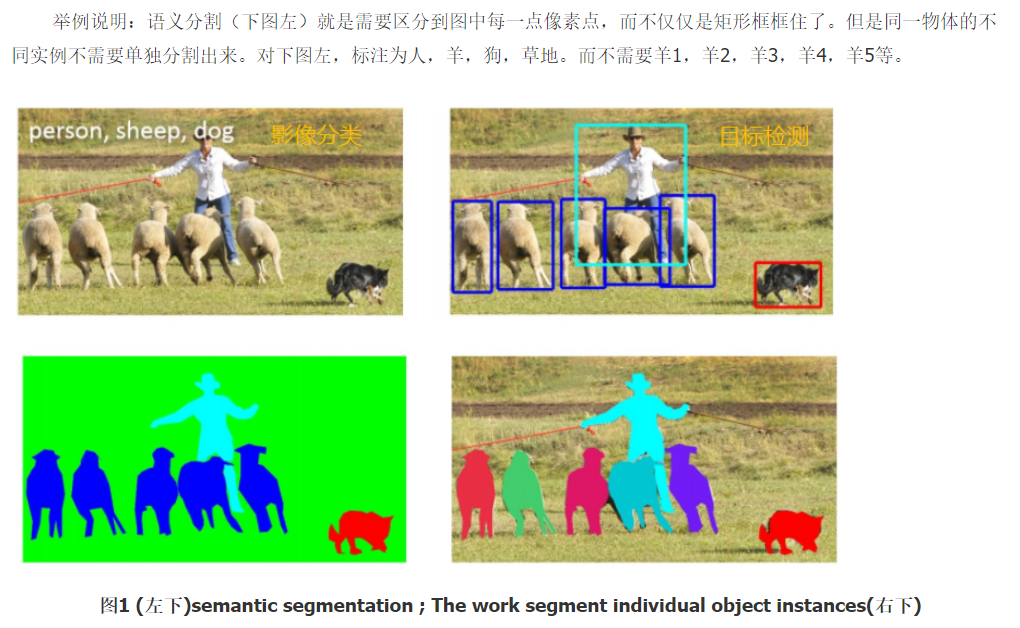 举例说明：语义分割（下图左）就是需要区分到图中每一点像素点，而不仅仅是矩形框框住了。但是同一物体的不
同实例不需要单独分割出来。对下图左，标注为人，羊，狗，草地。而不需要羊1，羊2，羊3，羊4，羊5等。
person, sheep, dog 影像分类
目标检测
图1 (左下)semantic segmentation ; The work segment individual object instances(右下)